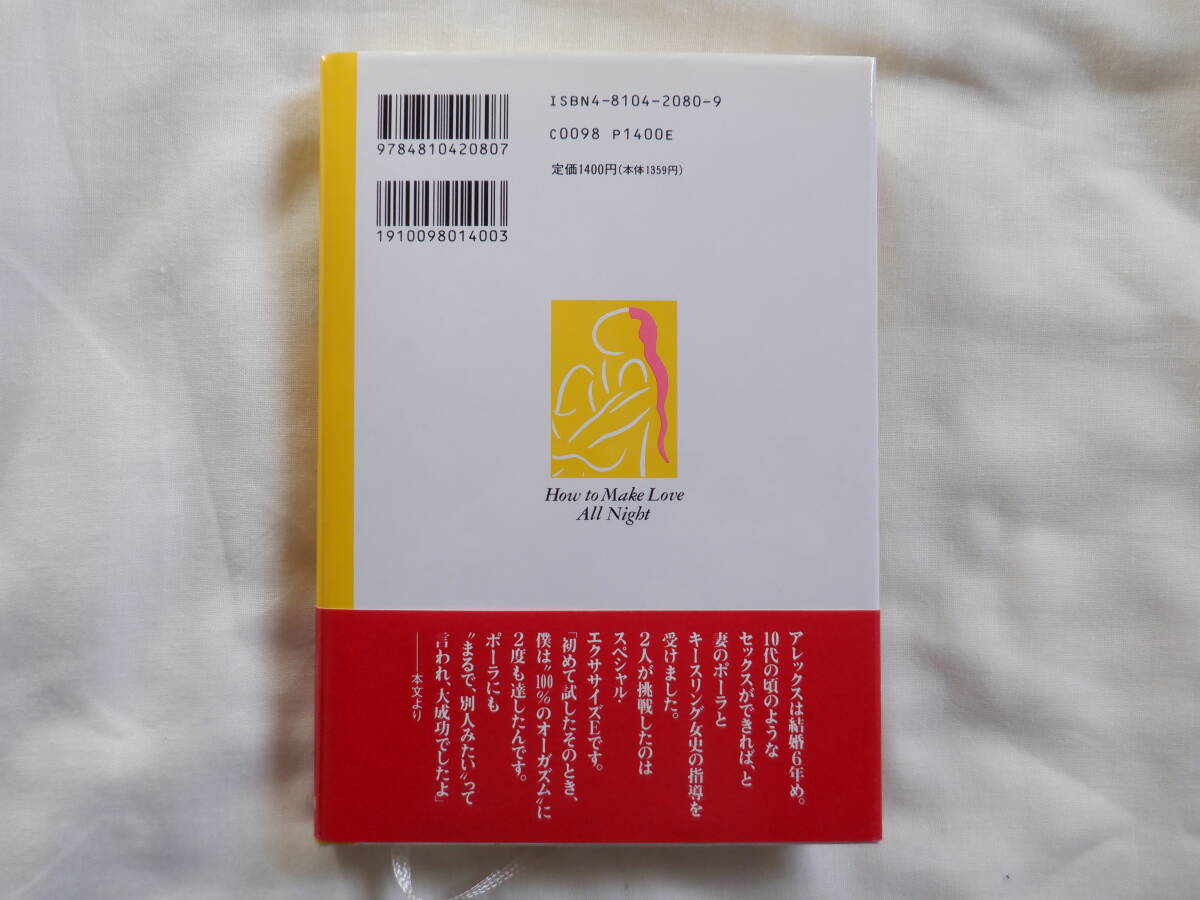 ISBN4-8104-2080-9
C0098 P1400E
定価1400円(本体1359円)
9784810420807
1910098014003
How to Make Love
All Night
アレックスは結婚6年め。
10代の頃のような
セックスができれば、と
妻のポーラと
キースリング女史の指導を
受けました。
2人が挑戦したのは
スペシャル・
エクササイズEです。
「初めて試したそのとき、
僕は“100%のオーガズム”に
2度も達したんです。
ポーラにも
“まるで、別人みたい”って
言われ、大成功でしたよ」
——本文より